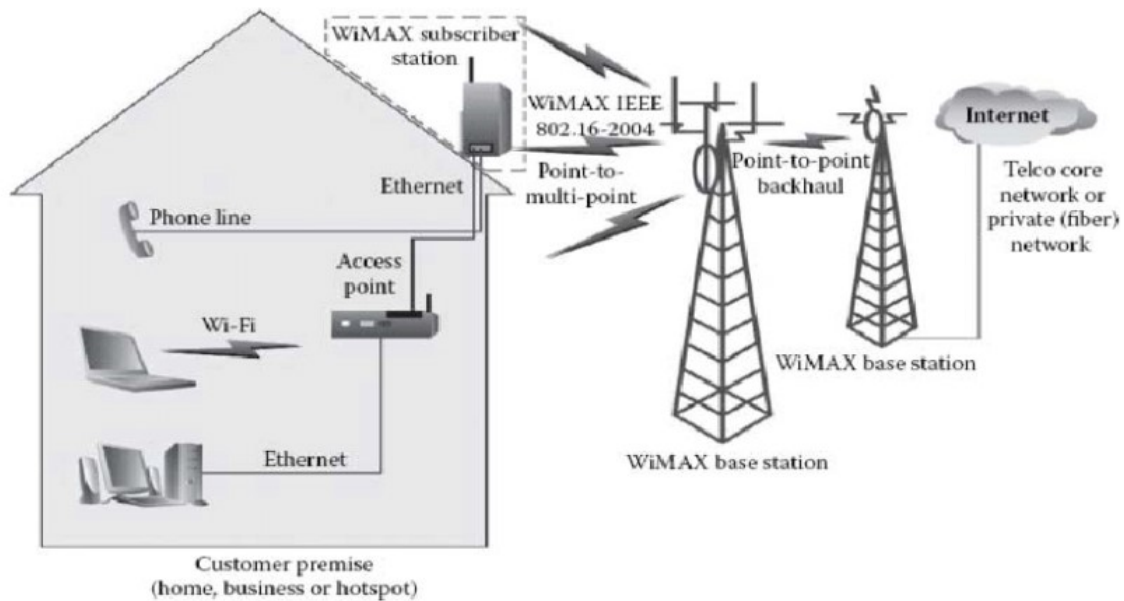 WiMAX subscriber
station
WiMAX IEEE
802.16-2004
Internet
Ethernet
Point-to-
multi-point
Point-to-point
backhaul
Telco core
network or
private (fiber)
network
Phone line
Access
point
Wi-Fi
WiMAX base station
Ethernet
WiMAX base station
Customer premise
(home, business or hotspot)